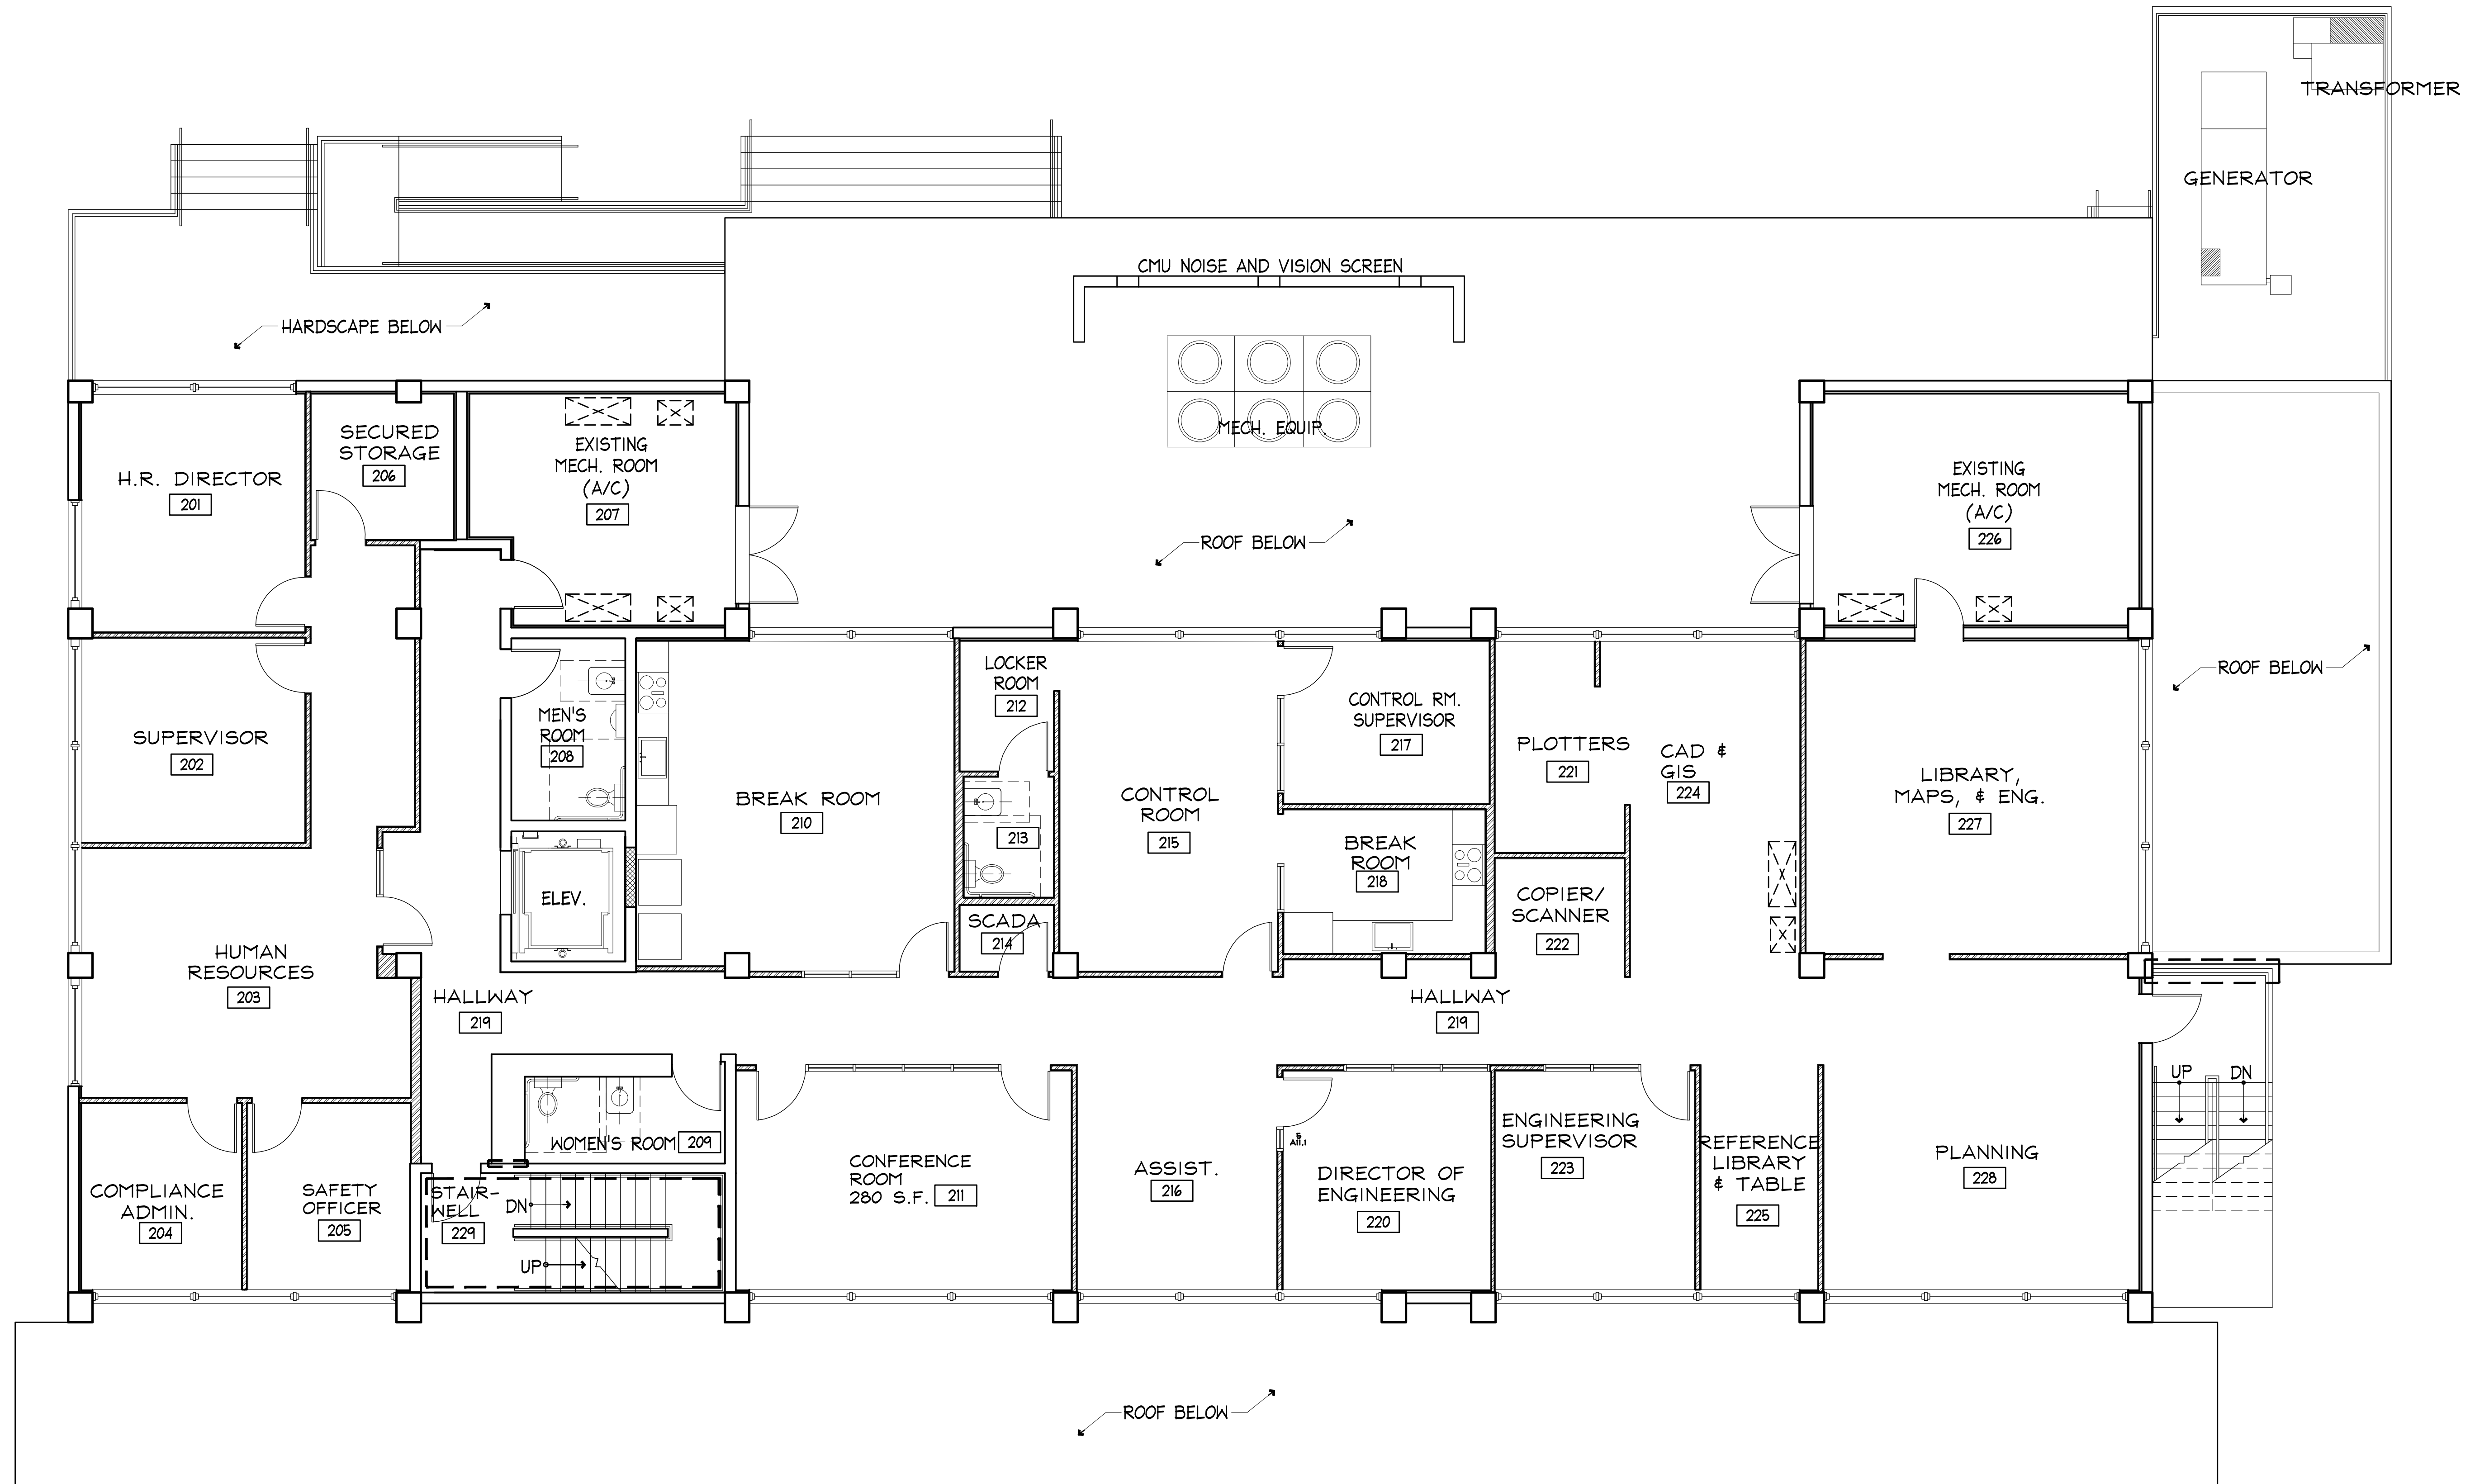 TRANSFORMER
GENERATOR
CMU NOISE AND VISION SCREEN
HARDSCAPE BELOW
MECH. EQUIP.
SECURED
STORAGE
206
H.R. DIRECTOR
201
EXISTING
MECH. ROOM
(A/C)
207
ROOF BELOW
EXISTING
MECH. ROOM
(A/C)
226
ROOF BELOW
SUPERVISOR
202
MEN'S
ROOM
208
BREAK ROOM
210
LOCKER
ROOM
212
213
CONTROL
ROOM
215
CONTROL RM.
SUPERVISOR
217
PLOTTERS
221
CAD &
GIS
224
LIBRARY,
MAPS, & ENG.
227
ELEV.
SCADA
214
BREAK
ROOM
218
COPIER/
SCANNER
222
HUMAN
RESOURCES
203
HALLWAY
219
HALLWAY
219
UP
DN
WOMEN'S ROOM
209
5
A11.1
COMPLIANCE
ADMIN.
204
SAFETY
OFFICER
205
STAIR-
WELL
229
DN
UP
CONFERENCE
ROOM
280 S.F.
211
ASSIST.
216
DIRECTOR OF
ENGINEERING
220
ENGINEERING
SUPERVISOR
223
REFERENCE
LIBRARY
& TABLE
225
PLANNING
228
ROOF BELOW